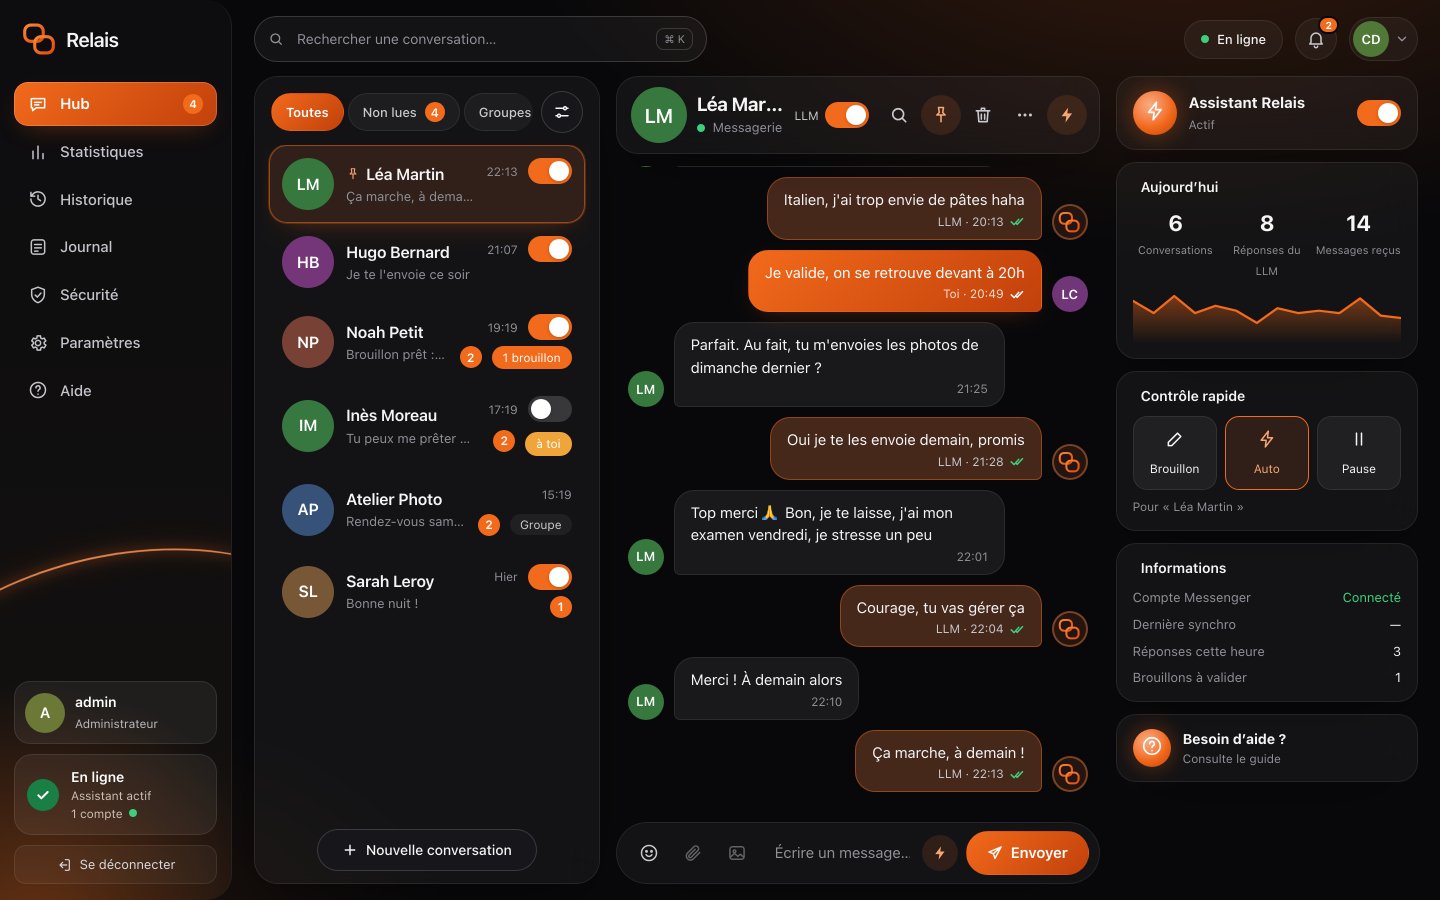 Relais
Hub 4
Statistiques
Historique
Journal
Sécurité
Paramètres
Aide
A
admin
Administrateur
En ligne
Assistant actif
1 compte
Se déconnecter
Rechercher une conversation...
⌘ K
En ligne
2
CD
Toutes
Non lues 4
Groupes
LM
Léa Martin
22:13
Ça marche, à dema...
HB
Hugo Bernard
21:07
Je te l'envoie ce soir
NP
Noah Petit
19:19
Brouillon prêt :...
2
1 brouillon
IM
Inès Moreau
17:19
Tu peux me prêter ...
2
à toi
AP
Atelier Photo
15:19
Rendez-vous sam...
2
Groupe
SL
Sarah Leroy
Hier
Bonne nuit !
1
Nouvelle conversation
LM
Léa Mar...
Messagerie
LLM
Italien, j'ai trop envie de pâtes haha
LLM · 20:13
Je valide, on se retrouve devant à 20h
Toi · 20:49
LC
Parfait. Au fait, tu m'envoies les photos de
dimanche dernier ?
21:25
LM
Oui je te les envoie demain, promis
LLM · 21:28
Top merci 🙏 Bon, je te laisse, j'ai mon
examen vendredi, je stresse un peu
22:01
LM
Courage, tu vas gérer ça
LLM · 22:04
Merci ! À demain alors
22:10
LM
Ça marche, à demain !
LLM · 22:13
Écrire un message...
Envoyer
Assistant Relais
Actif
Aujourd’hui
6
Conversations
8
Réponses du
LLM
14
Messages reçus
Contrôle rapide
Brouillon
Auto
Pause
Pour « Léa Martin »
Informations
Compte Messenger Connecté
Dernière synchro —
Réponses cette heure 3
Brouillons à valider 1
Besoin d’aide ?
Consulte le guide